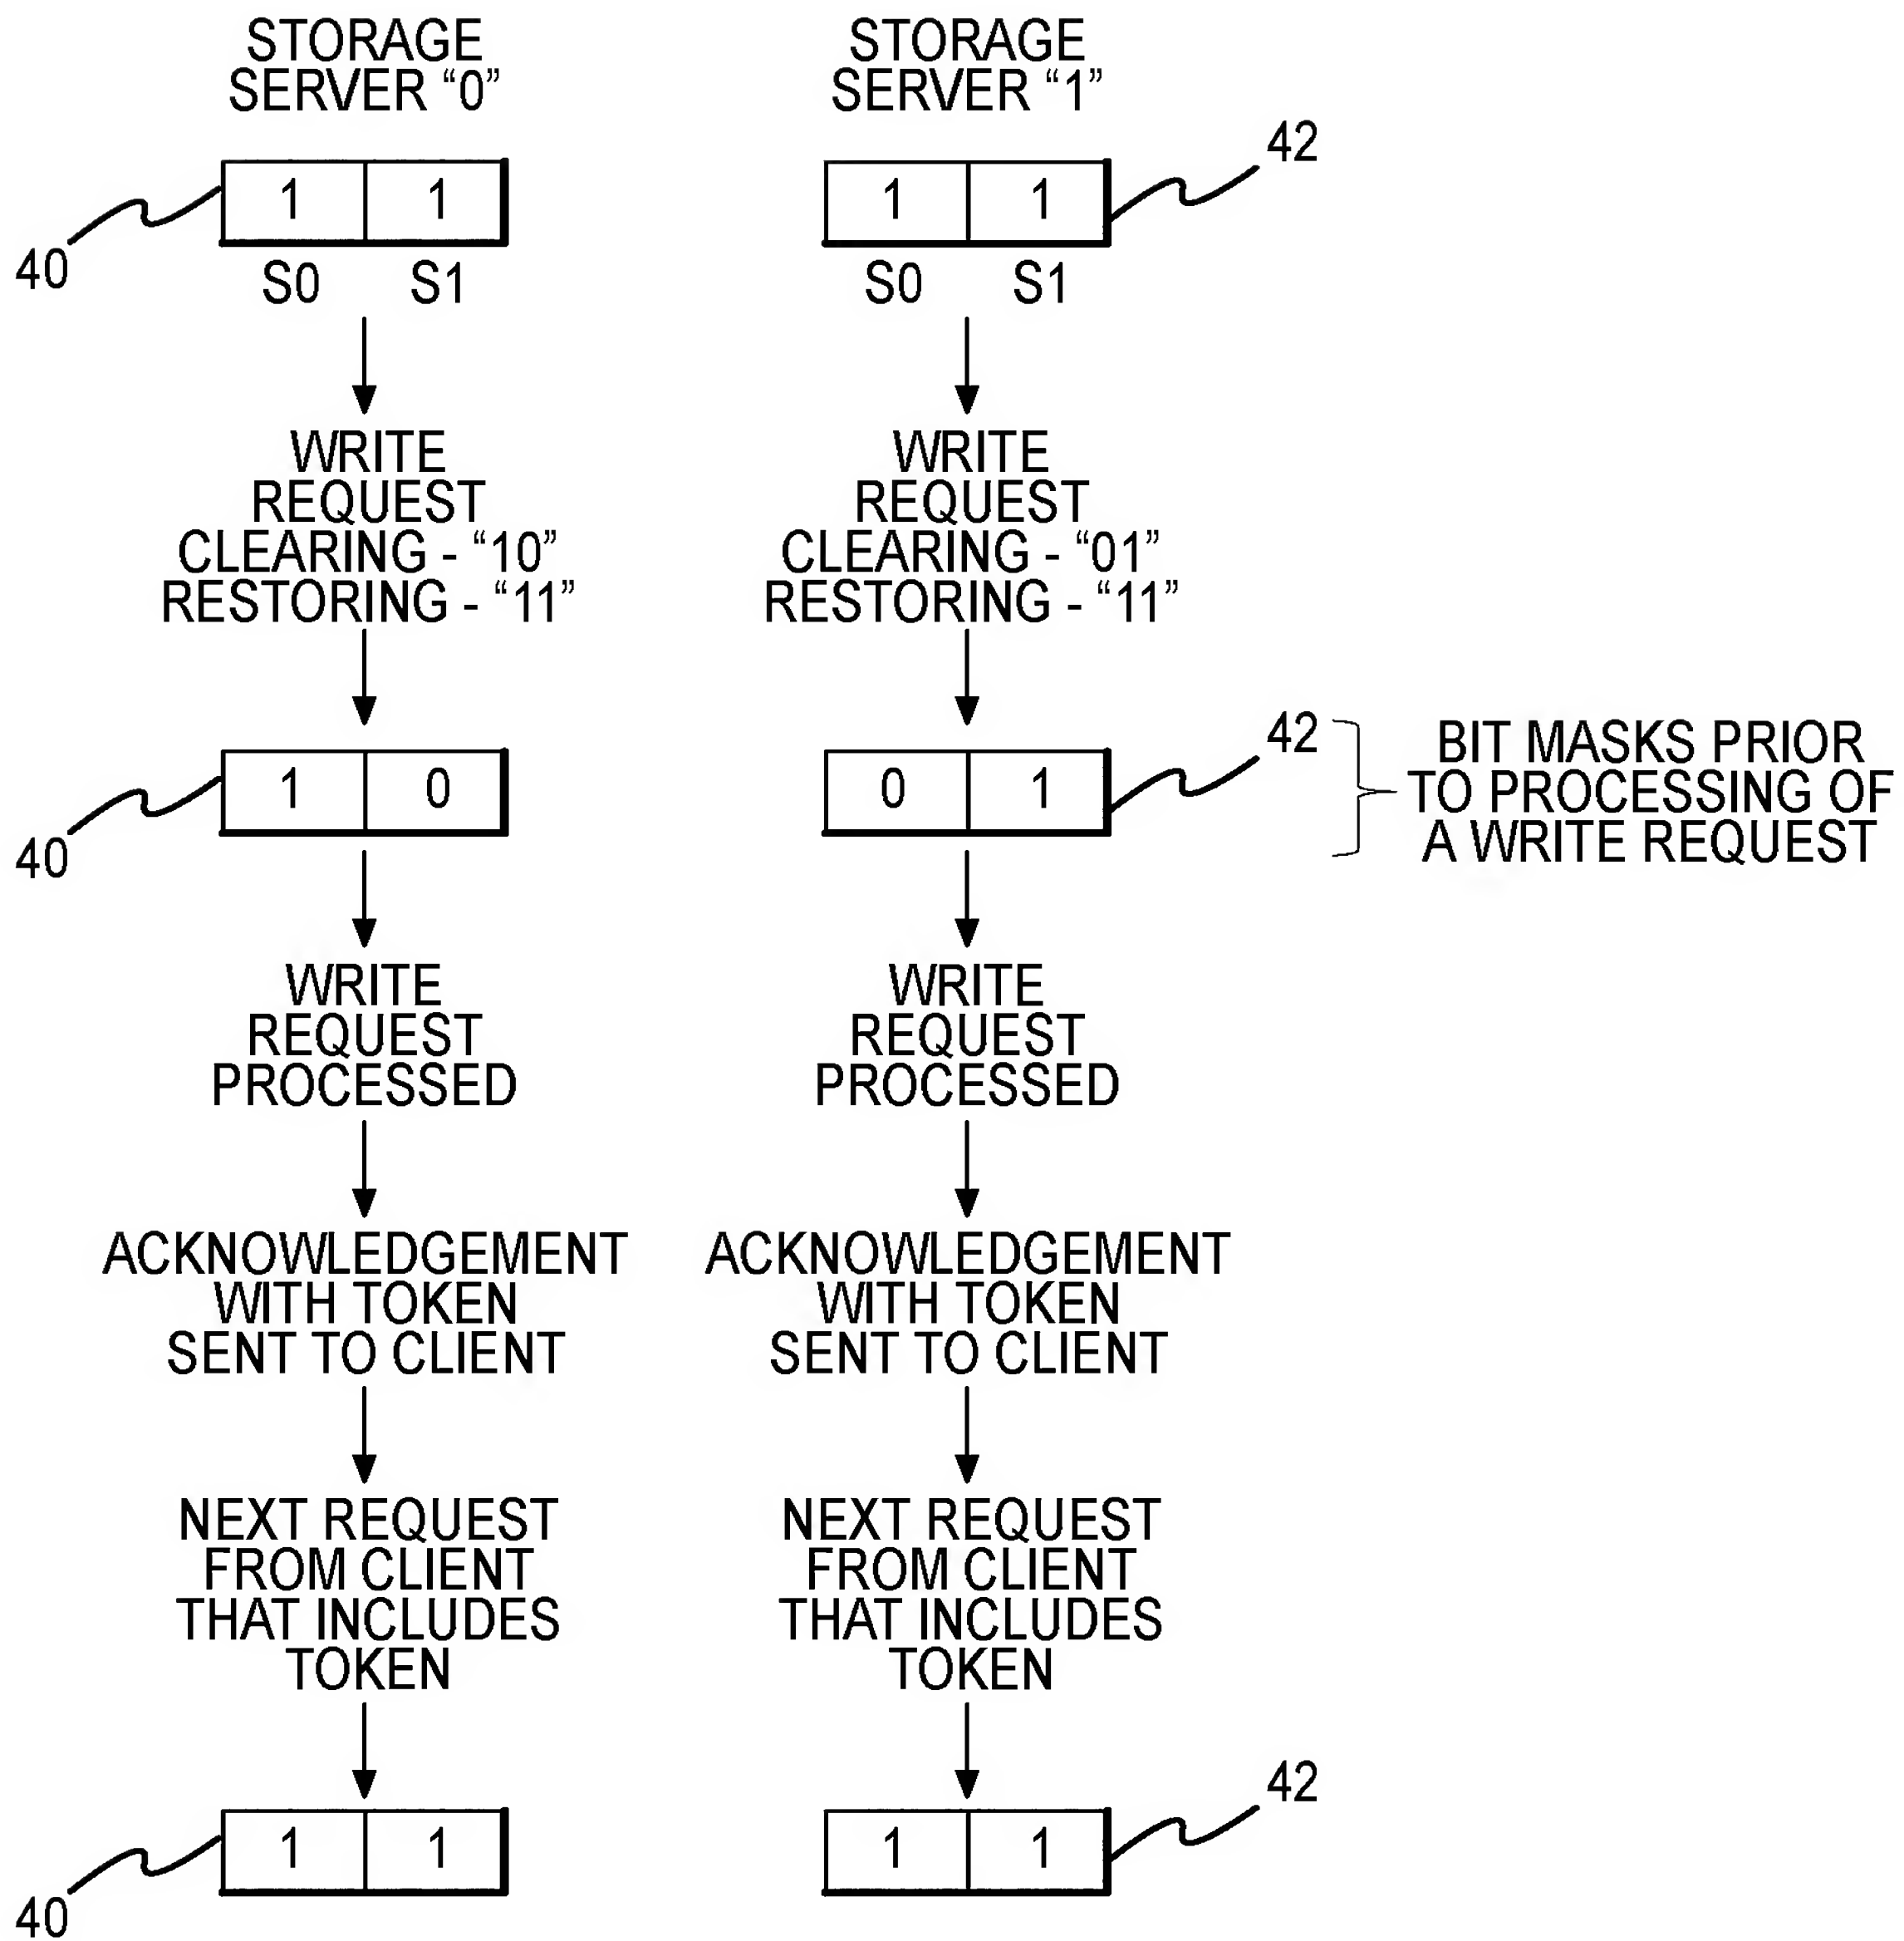 STORAGE
SERVER “0”
1 1
S0 S1
40
WRITE
REQUEST
CLEARING - “10”
RESTORING - “11”
1 0
40
WRITE
REQUEST
PROCESSED
ACKNOWLEDGEMENT
WITH TOKEN
SENT TO CLIENT
NEXT REQUEST
FROM CLIENT
THAT INCLUDES
TOKEN
1 1
40
STORAGE
SERVER “1”
42
1 1
S0 S1
WRITE
REQUEST
CLEARING - “01”
RESTORING - “11”
42
0 1
BIT MASKS PRIOR
TO PROCESSING OF
A WRITE REQUEST
WRITE
REQUEST
PROCESSED
ACKNOWLEDGEMENT
WITH TOKEN
SENT TO CLIENT
NEXT REQUEST
FROM CLIENT
THAT INCLUDES
TOKEN
42
1 1